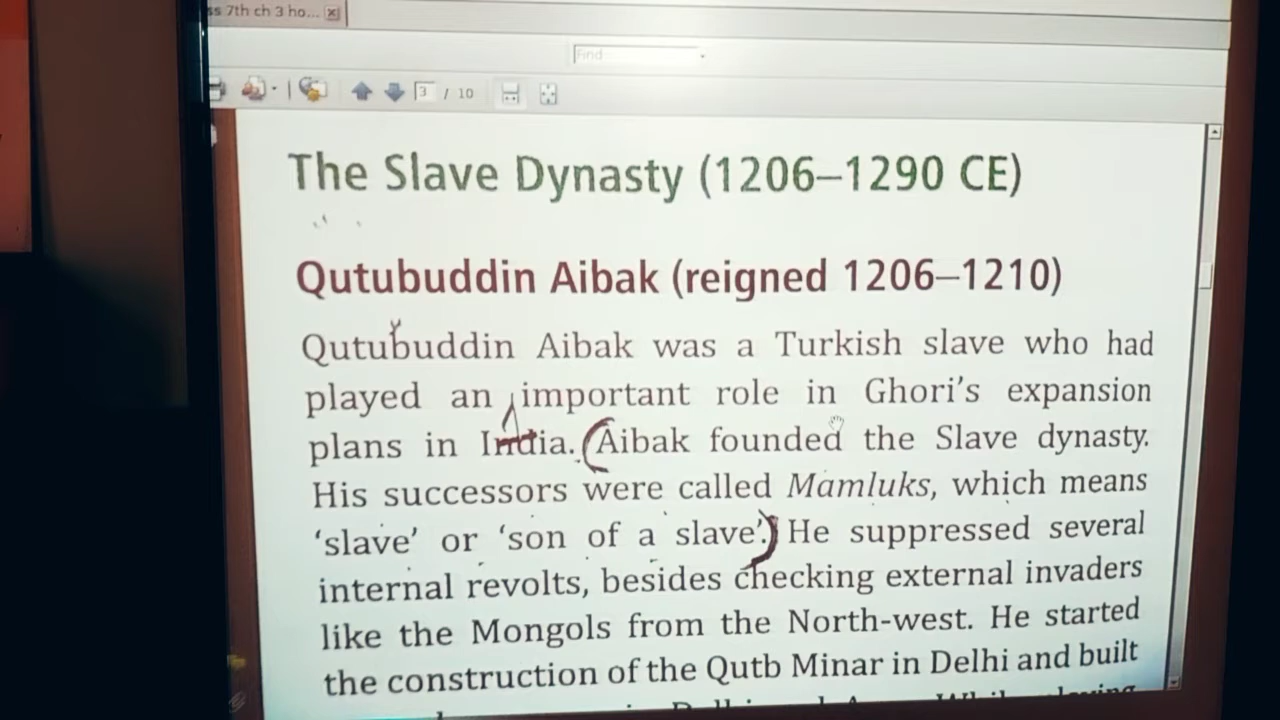 ss 7th ch 3 ho...
Find
3 / 10
The Slave Dynasty (1206–1290 CE)
Qutubuddin Aibak (reigned 1206–1210)
Qutubuddin Aibak was a Turkish slave who had
played an important role in Ghori's expansion
plans in India. (Aibak founded the Slave dynasty.
His successors were called Mamluks, which means
'slave' or 'son of a slave'.) He suppressed several
internal revolts, besides checking external invaders
like the Mongols from the North-west. He started
the construction of the Qutb Minar in Delhi and built